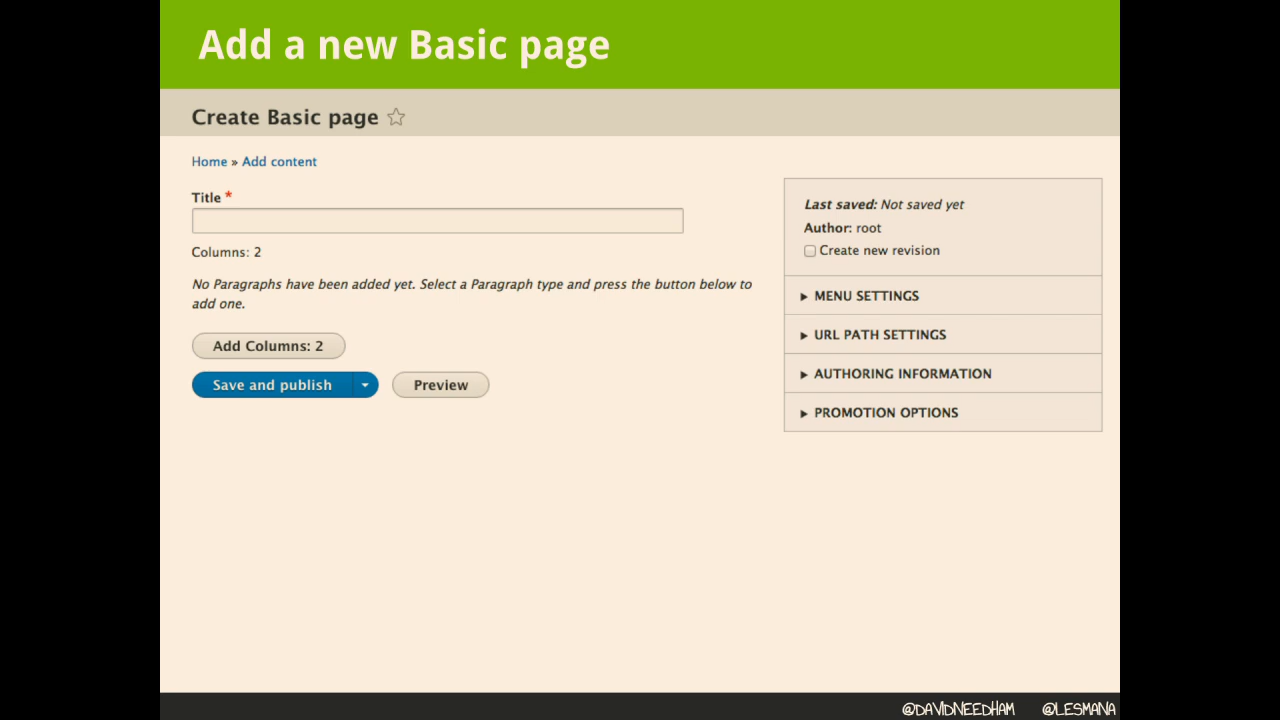 Add a new Basic page
Create Basic page
Home » Add content
Title *
Columns: 2
No Paragraphs have been added yet. Select a Paragraph type and press the button below to
add one.
Add Columns: 2
Save and publish
Preview
Last saved: Not saved yet
Author: root
Create new revision
MENU SETTINGS
URL PATH SETTINGS
AUTHORING INFORMATION
PROMOTION OPTIONS
@DAVIDNEEDHAM @LESMANA